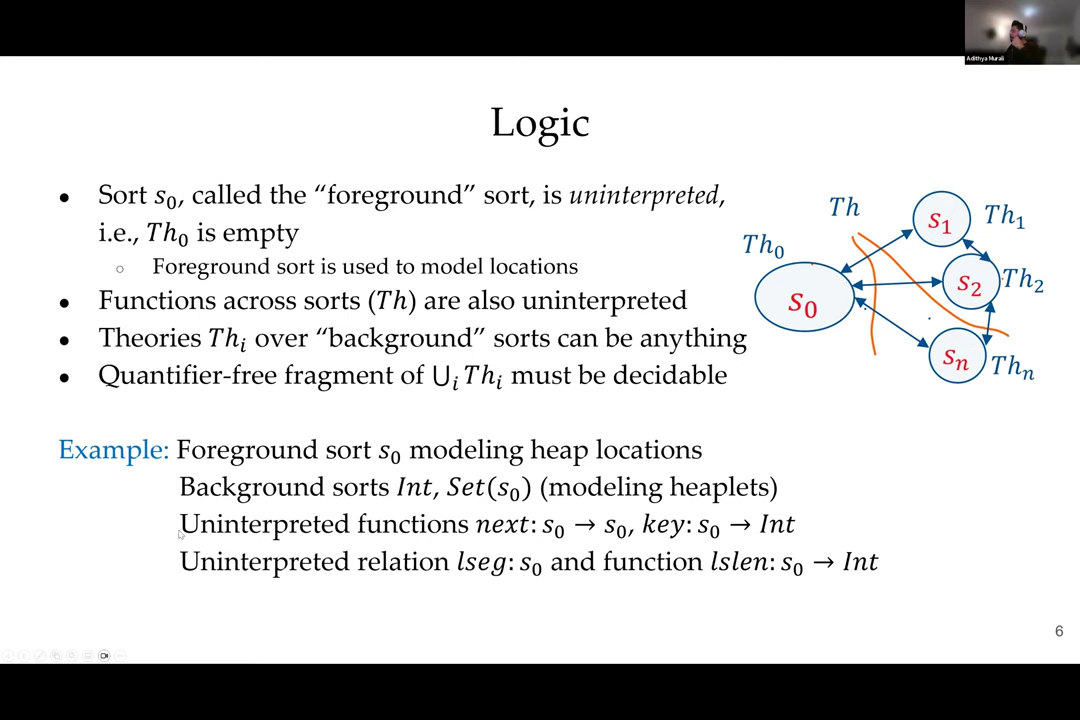 Adithya Murali
Logic
● Sort s₀, called the “foreground” sort, is uninterpreted,
i.e., Th₀ is empty
○ Foreground sort is used to model locations
● Functions across sorts (Th) are also uninterpreted
● Theories Thᵢ over “background” sorts can be anything
● Quantifier-free fragment of ⋃ᵢ Thᵢ must be decidable
Th
Th₀
s₀
s₁
Th₁
s₂
Th₂
sₙ
Thₙ
Example: Foreground sort s₀ modeling heap locations
Background sorts Int, Set(s₀) (modeling heaplets)
Uninterpreted functions next: s₀ → s₀, key: s₀ → Int
Uninterpreted relation lseg: s₀ and function lslen: s₀ → Int
6